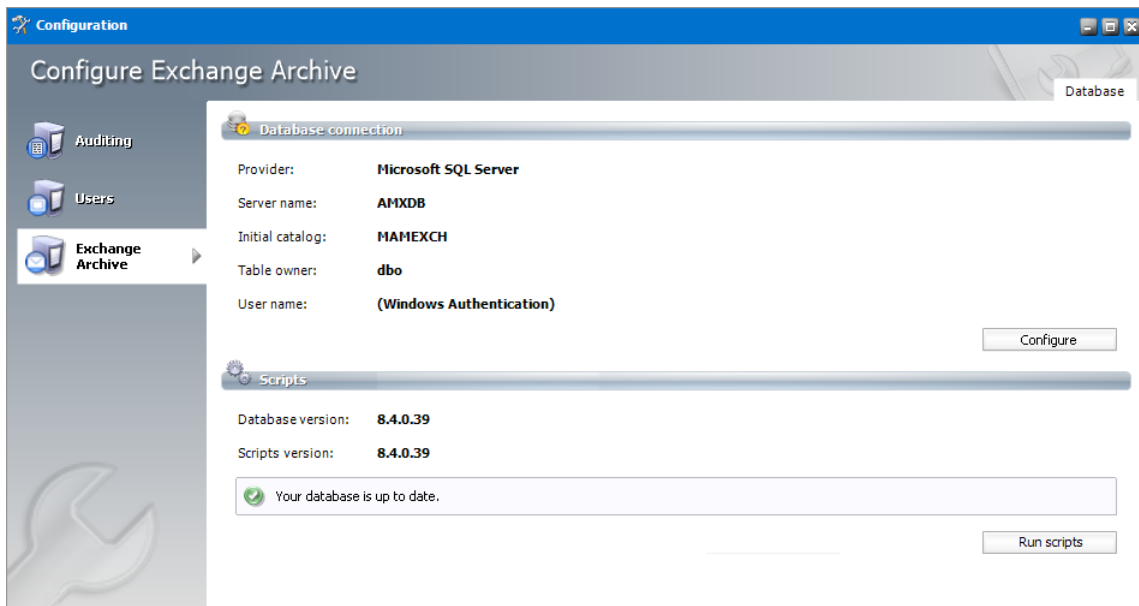 Configuration
Configure Exchange Archive
Database
Auditing
Users
Exchange
Archive
Database connection
Provider: Microsoft SQL Server
Server name: AMXDB
Initial catalog: MAMEXCH
Table owner: dbo
User name: (Windows Authentication)
Configure
Scripts
Database version: 8.4.0.39
Scripts version: 8.4.0.39
Your database is up to date.
Run scripts